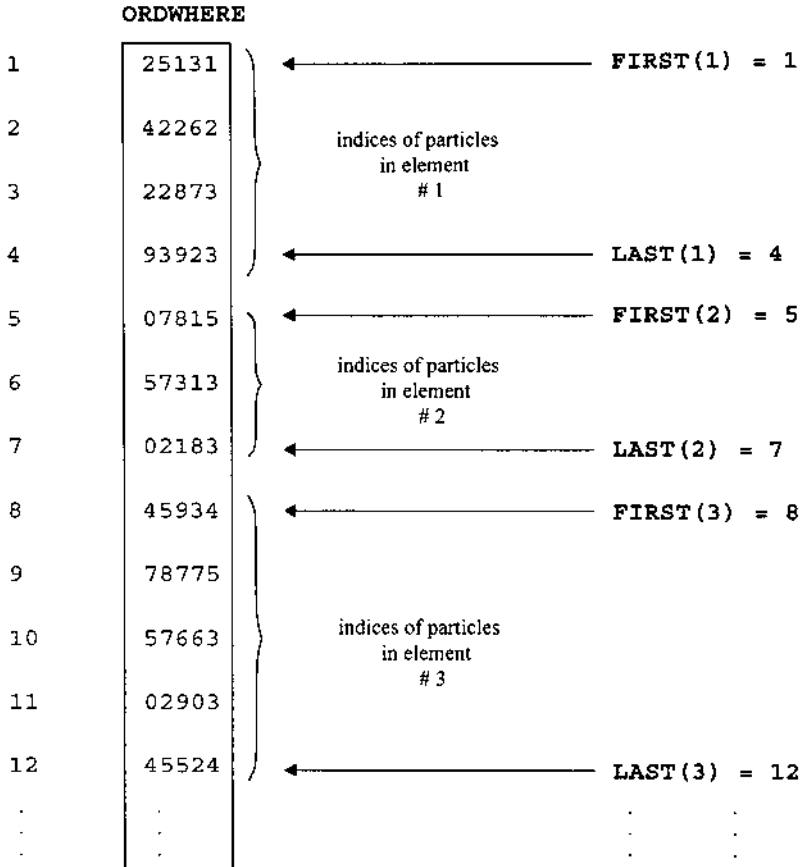 ORDWHERE
1 25131 FIRST(1) = 1
2 42262
indices of particles
in element
# 1
3 22873
4 93923 LAST(1) = 4
5 07815 FIRST(2) = 5
6 57313
indices of particles
in element
# 2
7 02183 LAST(2) = 7
8 45934 FIRST(3) = 8
9 78775
10 57663
indices of particles
in element
# 3
11 02903
12 45524 LAST(3) = 12